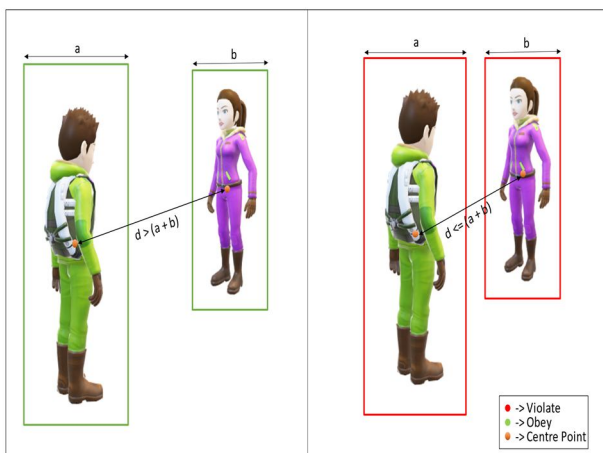 a
b
d > (a + b)
a
b
d <= (a + b)
-> Violate
-> Obey
-> Centre Point